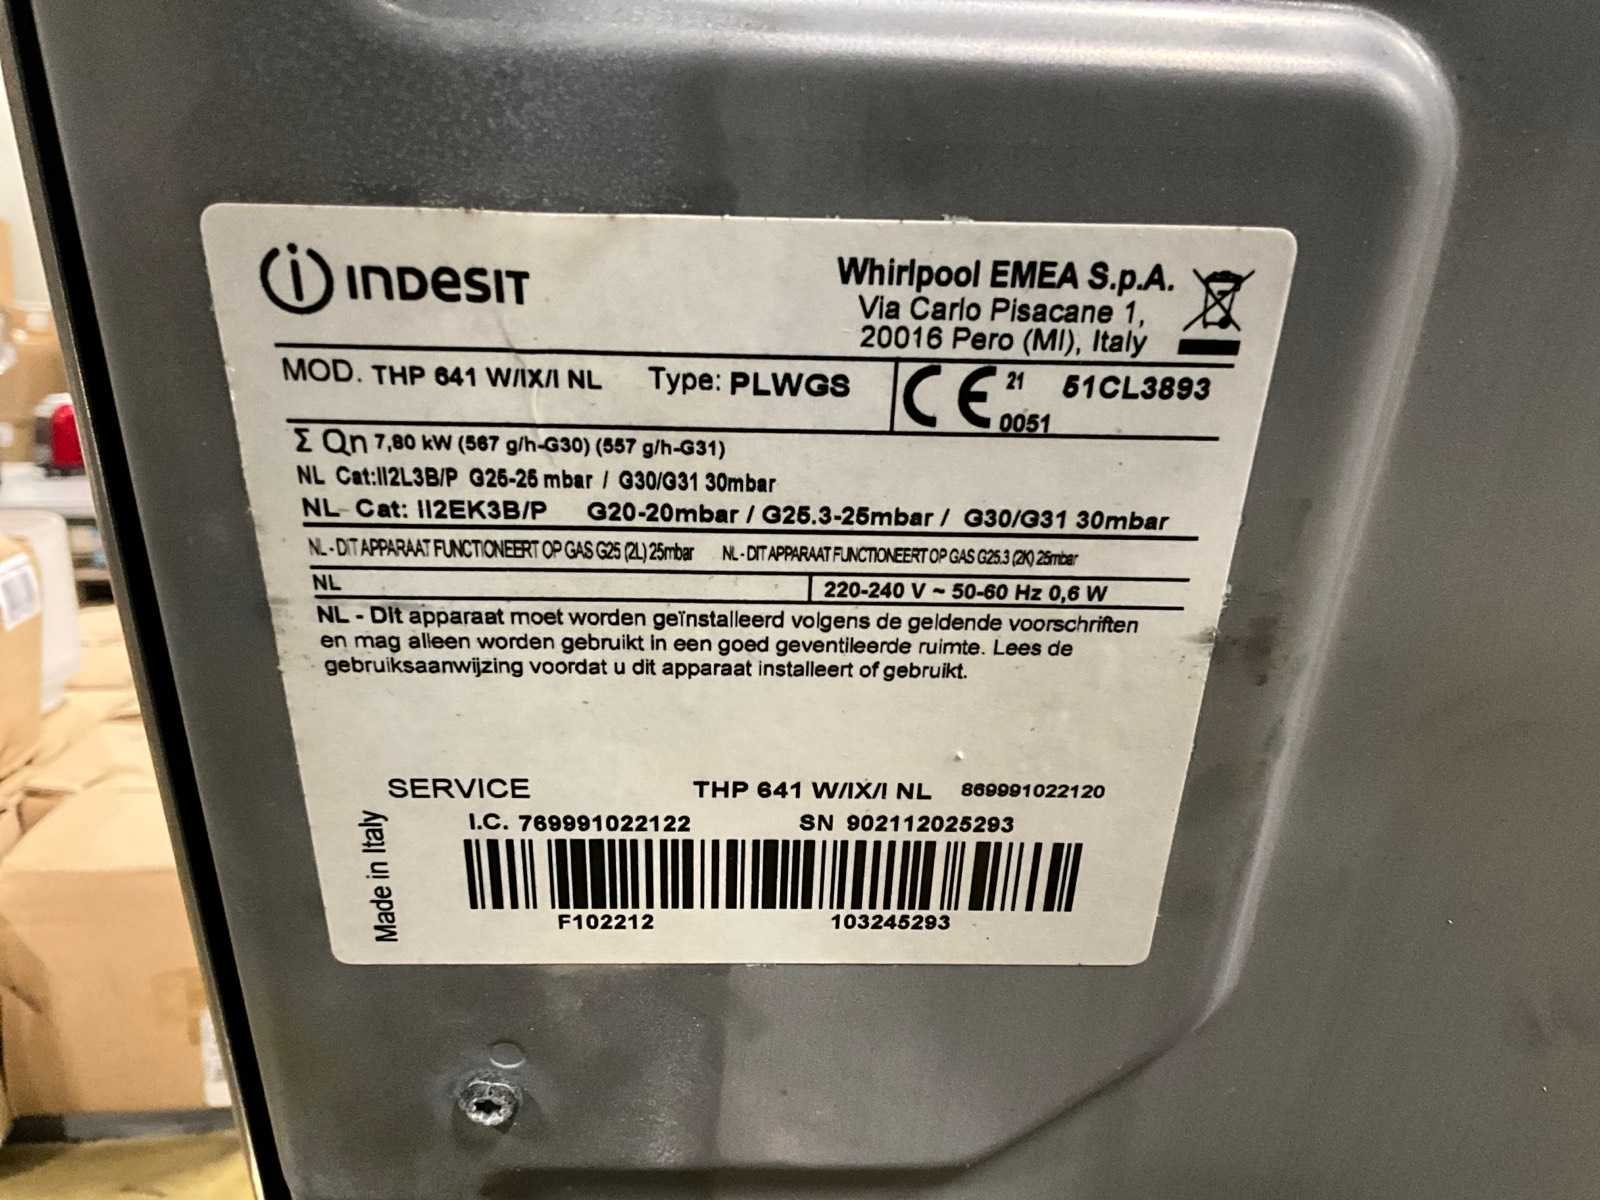 INDESIT
Whirlpool EMEA S.p.A.
Via Carlo Pisacane 1,
20016 Pero (MI), Italy
MOD. THP 641 W/IX/I NL Type: PLWGS
CE 21 0051 51CL3893
Σ Qn 7,80 kW (567 g/h-G30) (557 g/h-G31)
NL Cat:II2L3B/P G25-25 mbar / G30/G31 30mbar
NL- Cat: II2EK3B/P G20-20mbar / G25.3-25mbar / G30/G31 30mbar
NL - DIT APPARAAT FUNCTIONEERT OP GAS G25 (2L) 25mbar NL - DIT APPARAAT FUNCTIONEERT OP GAS G25.3 (2K) 25mbar
NL 220-240 V ~ 50-60 Hz 0,6 W
NL - Dit apparaat moet worden geïnstalleerd volgens de geldende voorschriften
en mag alleen worden gebruikt in een goed geventileerde ruimte. Lees de
gebruiksaanwijzing voordat u dit apparaat installeert of gebruikt.
SERVICE THP 641 W/IX/I NL 869991022120
I.C. 769991022122 SN 902112025293
Made in Italy
F102212 103245293